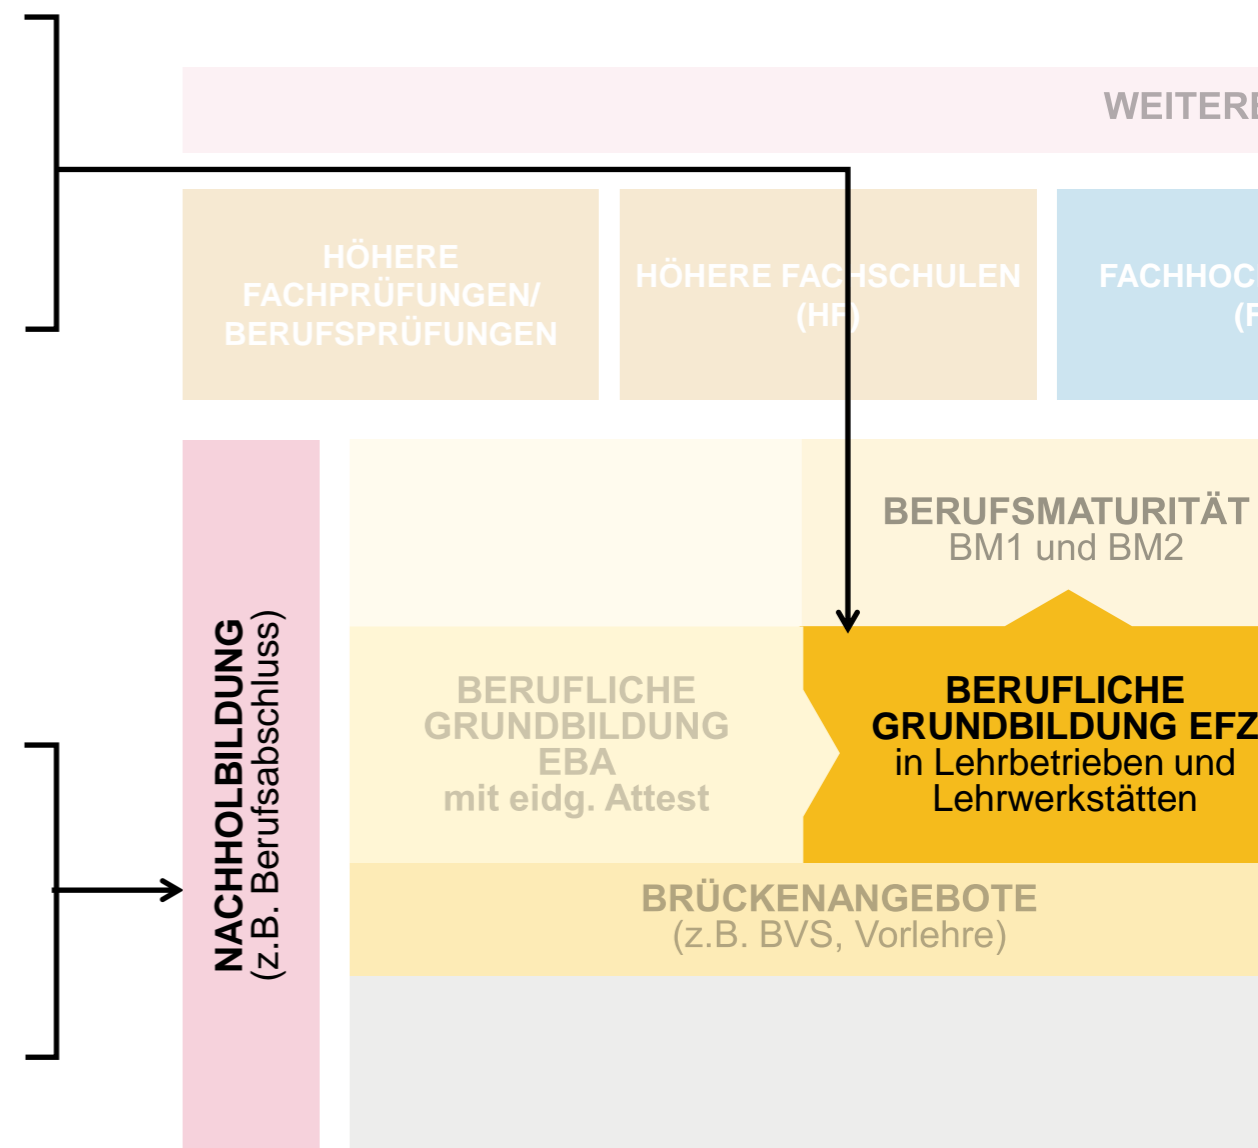 WEITERE
HÖHERE
FACHPRÜFUNGEN/
BERUFSPRÜFUNGEN
HÖHERE FACHSCHULEN
(HF)
FACHHOC
(F
BERUFSMATURITÄT
BM1 und BM2
NACHHOLBILDUNG
(z.B. Berufsabschluss)
BERUFLICHE
GRUNDBILDUNG
EBA
mit eidg. Attest
BERUFLICHE
GRUNDBILDUNG EFZ
in Lehrbetrieben und
Lehrwerkstätten
BRÜCKENANGEBOTE
(z.B. BVS, Vorlehre)